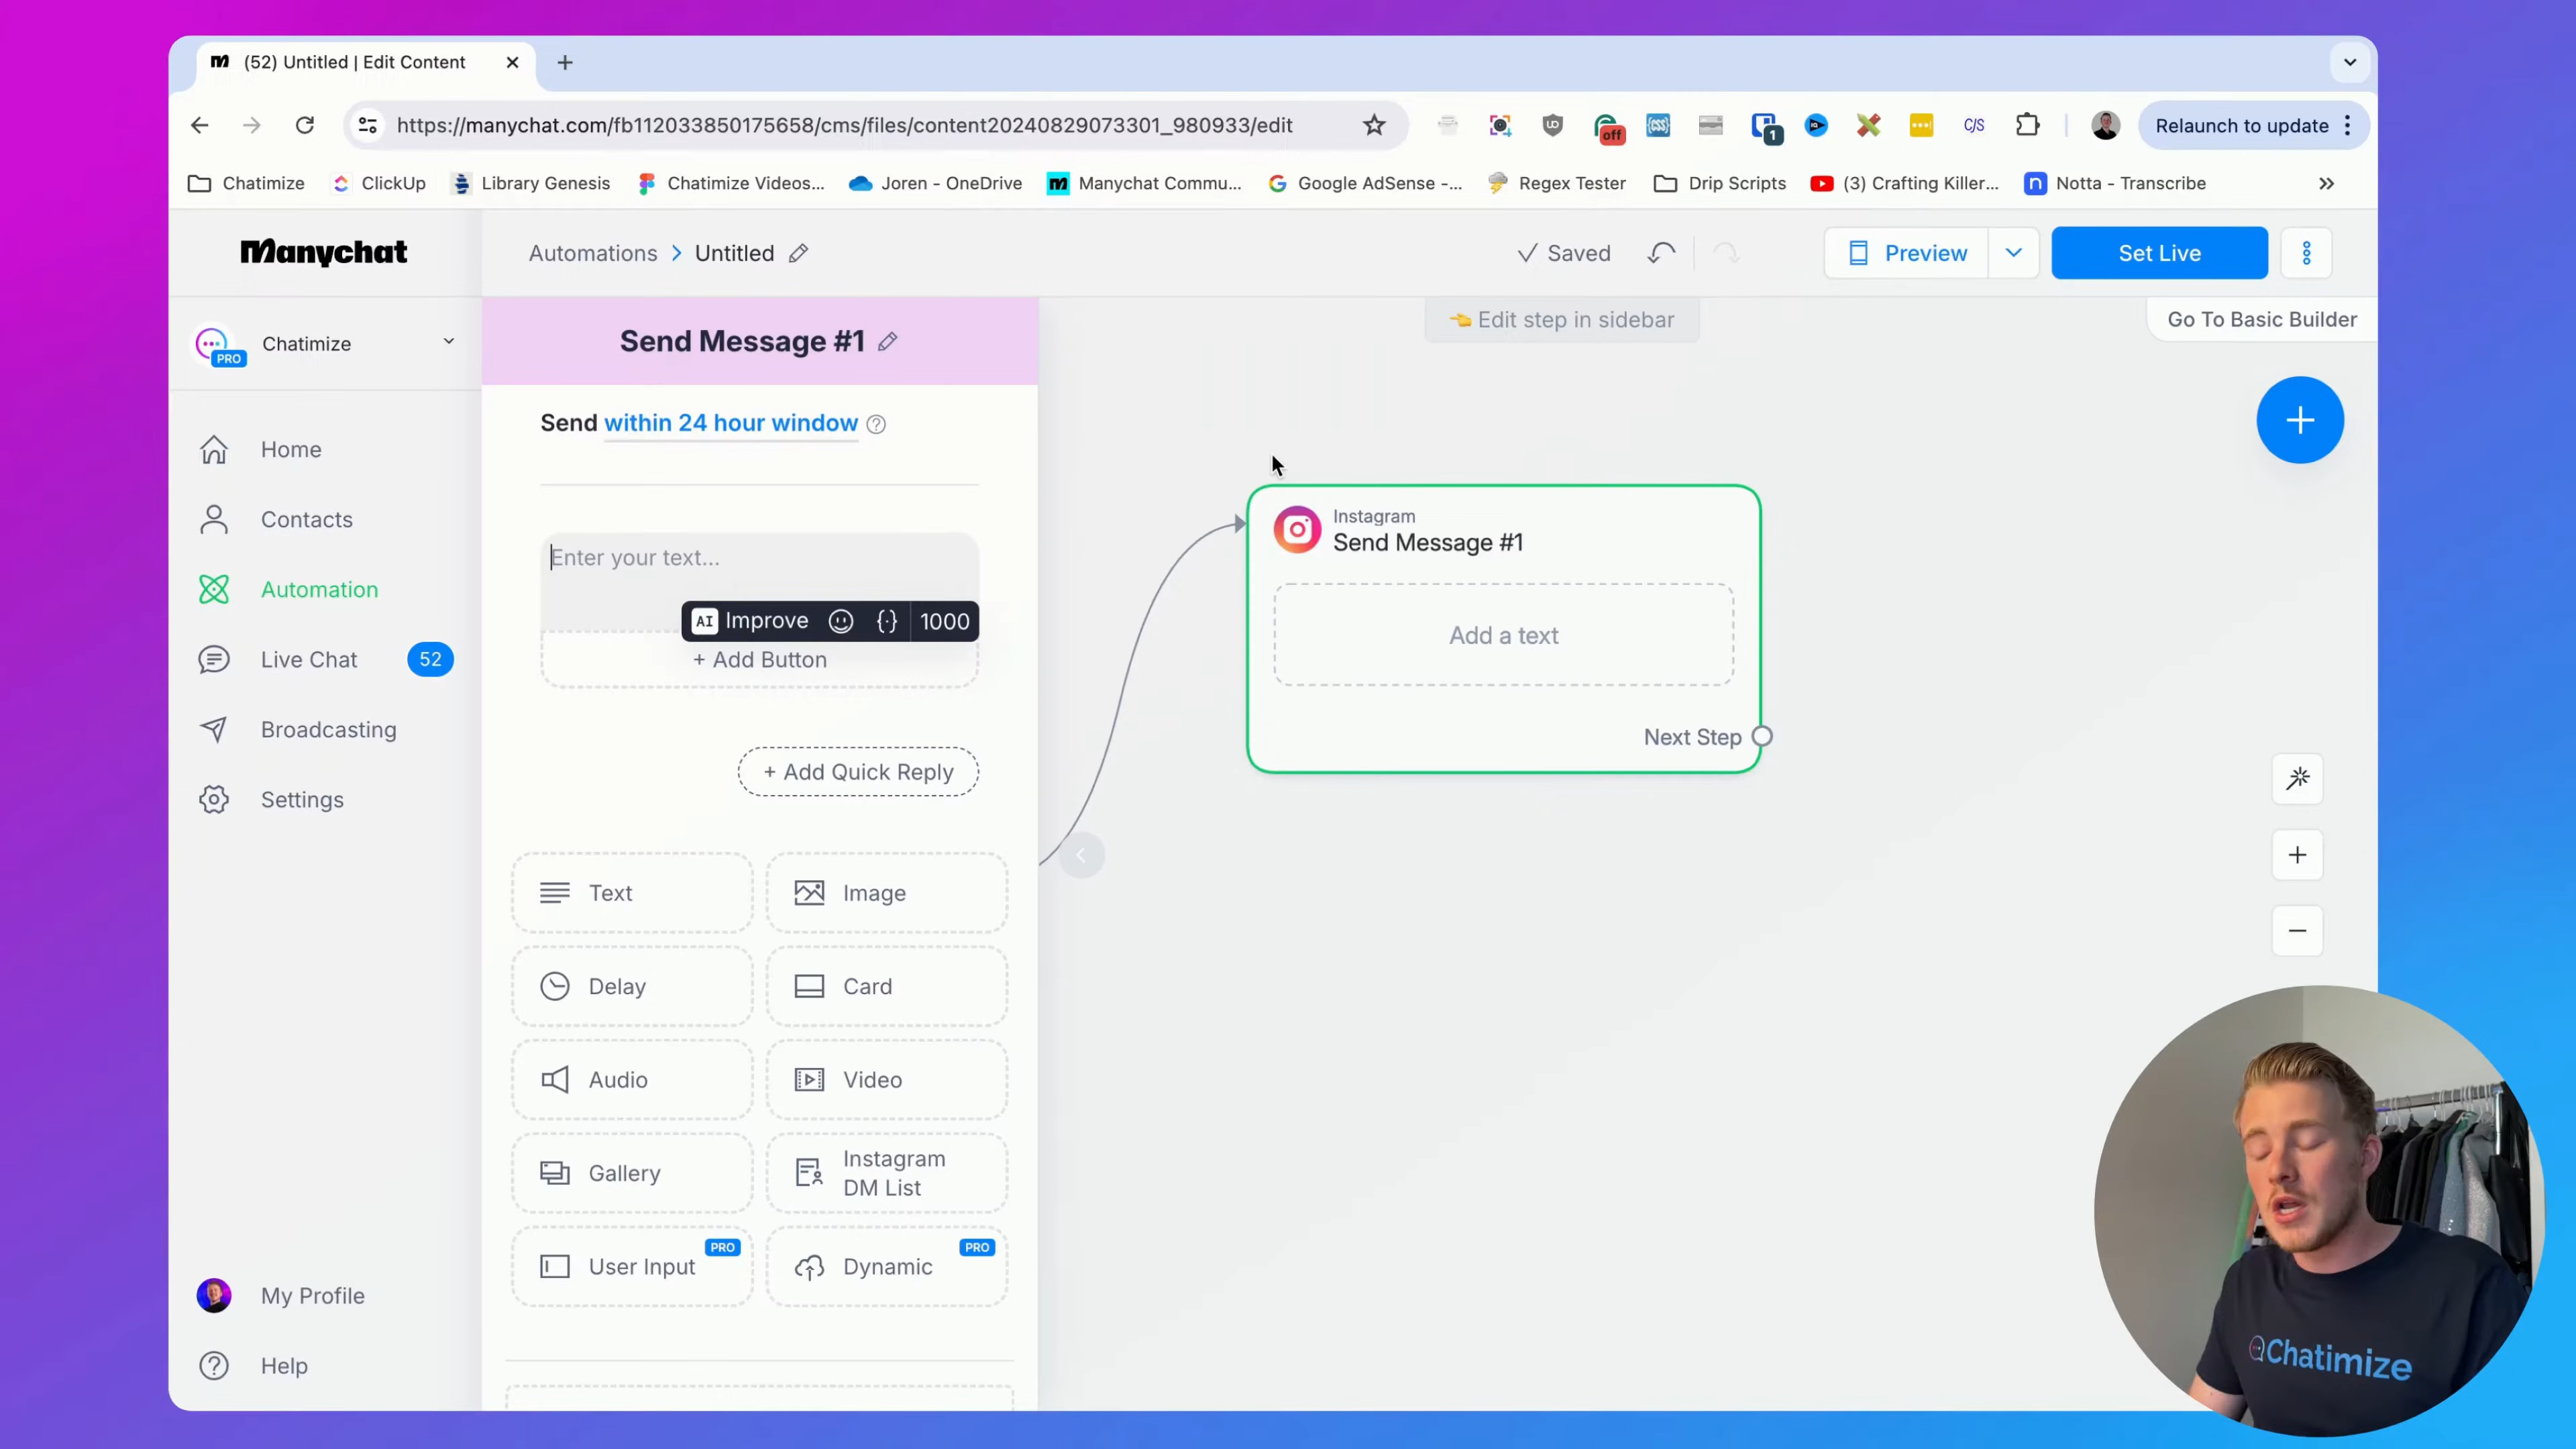 (52) Untitled | Edit Content
https://manychat.com/fb112033850175658/cms/files/content20240829073301_980933/edit
off
1
C/S
Relaunch to update
Chatimize
ClickUp
Library Genesis
Chatimize Videos...
Joren - OneDrive
Manychat Commu...
Google AdSense -...
Regex Tester
Drip Scripts
(3) Crafting Killer...
Notta - Transcribe
Manychat
Automations > Untitled
Saved
Preview
Set Live
Edit step in sidebar
Go To Basic Builder
PRO
Chatimize
Home
Contacts
Automation
Live Chat
52
Broadcasting
Settings
My Profile
Help
Send Message #1
Send within 24 hour window
Enter your text...
AI Improve
1000
+ Add Button
+ Add Quick Reply
Text
Image
Delay
Card
Audio
Video
Gallery
Instagram
DM List
User Input
PRO
Dynamic
PRO
Instagram
Send Message #1
Add a text
Next Step
Chatimize